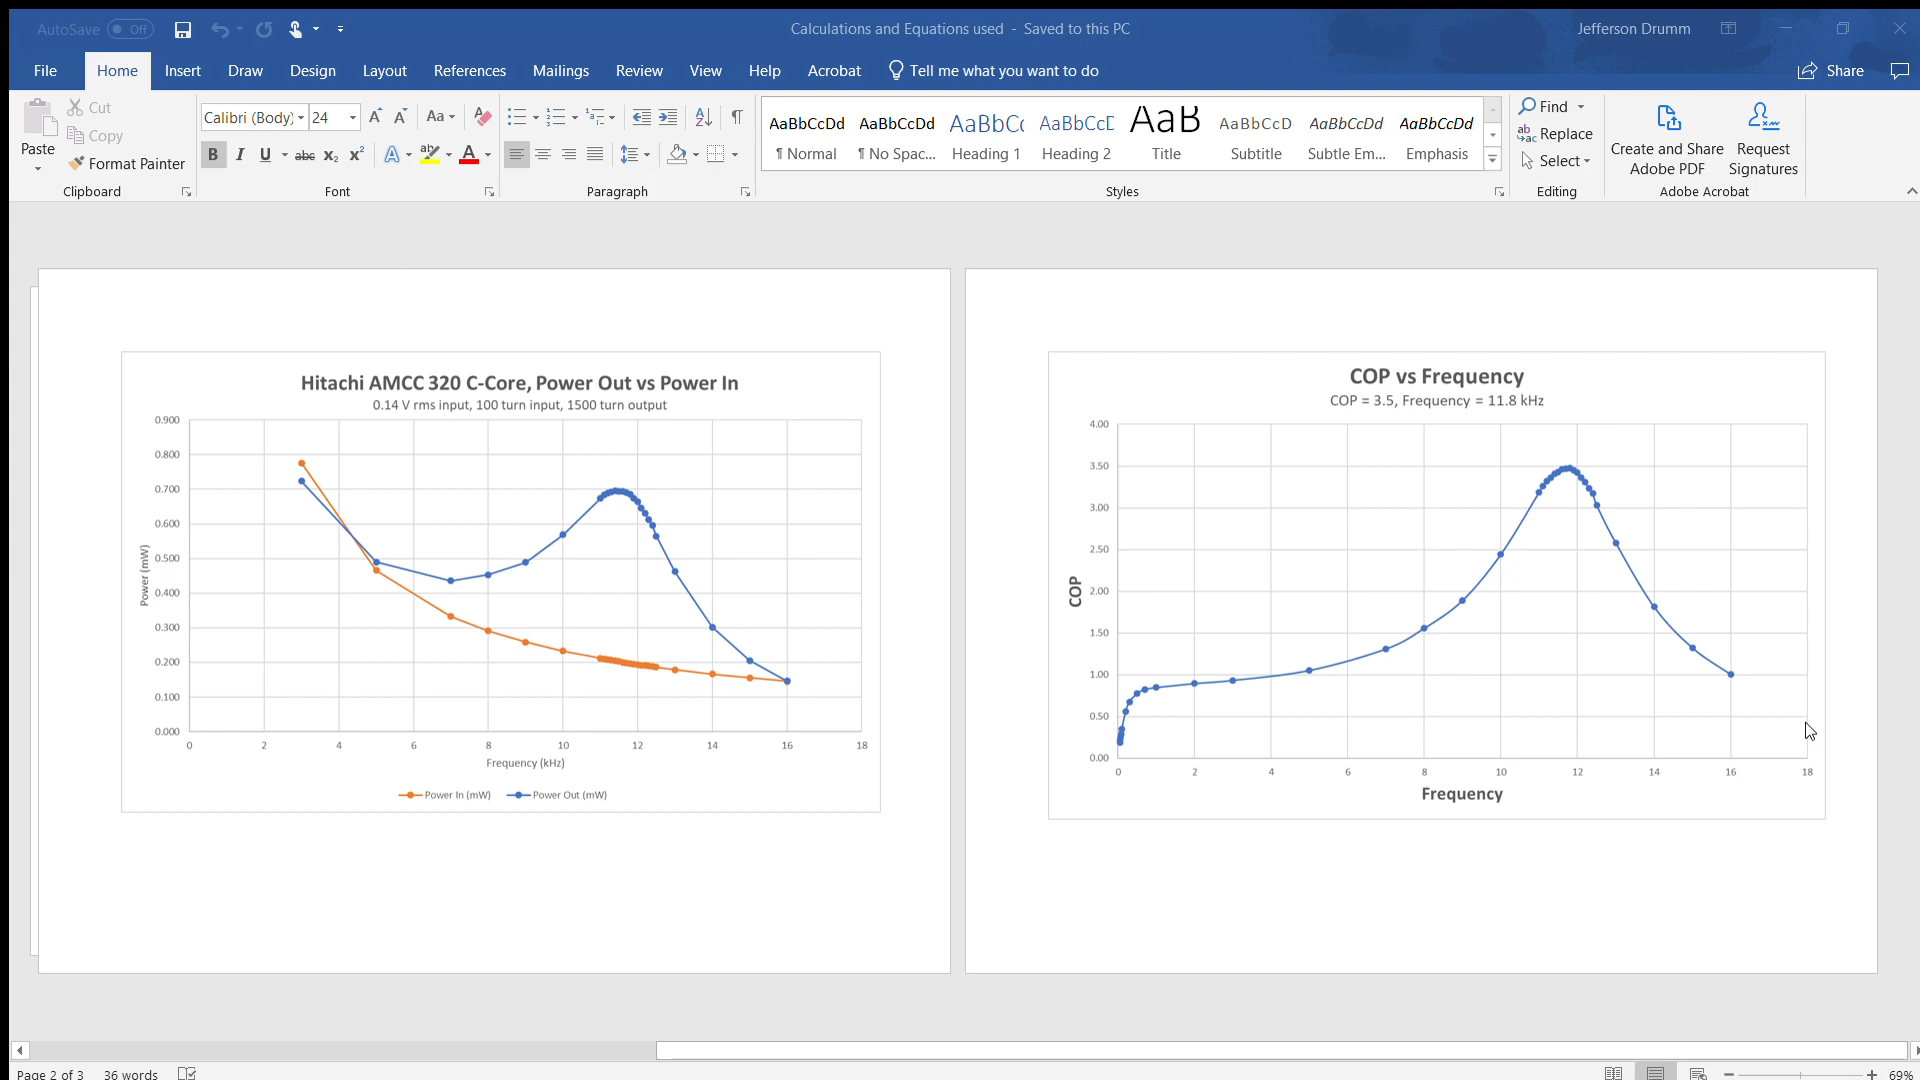 AutoSave Off
Calculations and Equations used - Saved to this PC
Jefferson Drumm
File Home Insert Draw Design Layout References Mailings Review View Help Acrobat Tell me what you want to do
Share
Paste
Cut
Copy
Format Painter
Clipboard
Calibri (Body) 24
Aa
B I U abc x₂ x²
A ab A
Font
Paragraph
AaBbCcDd AaBbCcDd AaBbCc AaBbCcD AaB AaBbCcD AaBbCcDd AaBbCcDd
¶ Normal ¶ No Spac... Heading 1 Heading 2 Title Subtitle Subtle Em... Emphasis
Styles
Find
Replace
Select
Editing
Create and Share
Adobe PDF
Request
Signatures
Adobe Acrobat
Hitachi AMCC 320 C-Core, Power Out vs Power In
0.14 V rms input, 100 turn input, 1500 turn output
0.900
0.800
0.700
0.600
0.500
0.400
0.300
0.200
0.100
0.000
Power (mW)
0 2 4 6 8 10 12 14 16 18
Frequency (kHz)
Power In (mW) Power Out (mW)
COP vs Frequency
COP = 3.5, Frequency = 11.8 kHz
4.00
3.50
3.00
2.50
2.00
1.50
1.00
0.50
0.00
COP
0 2 4 6 8 10 12 14 16 18
Frequency
Page 2 of 3 36 words
69%